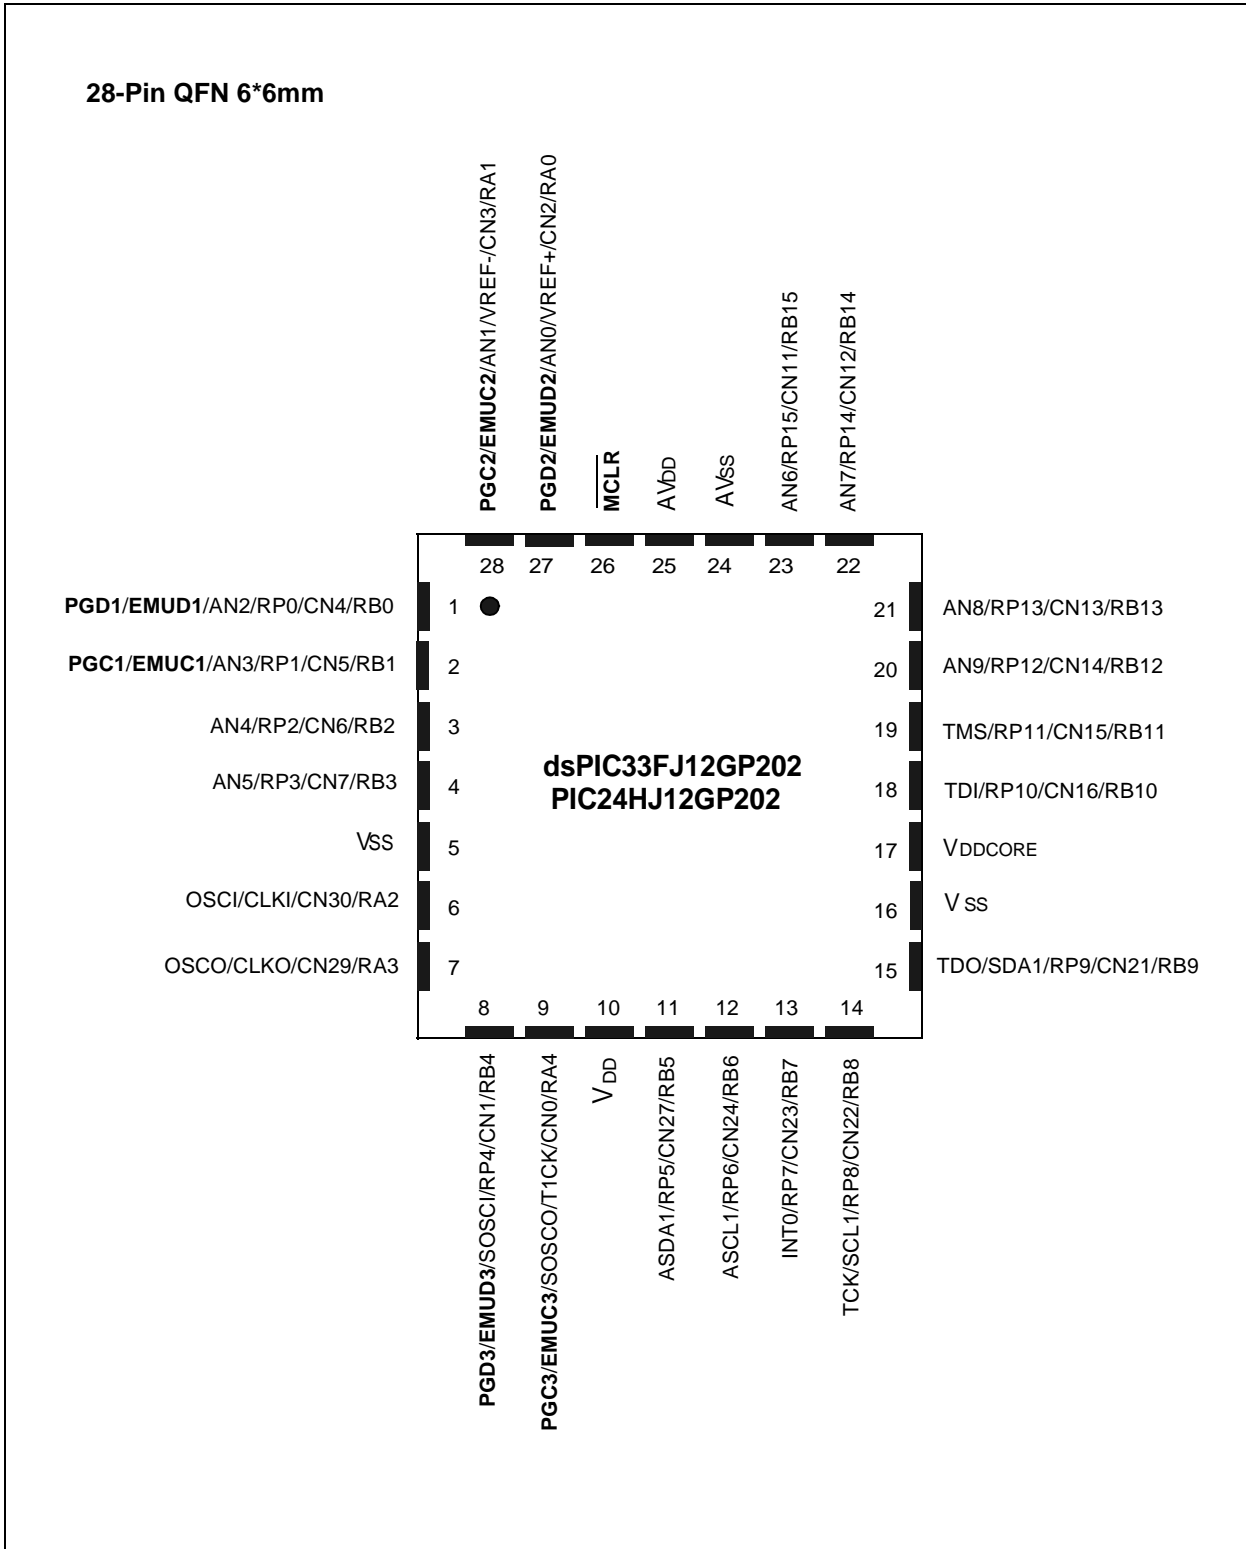 28-Pin QFN 6*6mm
PGC2/EMUC2/AN1/VREF-/CN3/RA1
PGD2/EMUD2/AN0/VREF+/CN2/RA0
MCLR
AVDD
AVSS
AN6/RP15/CN11/RB15
AN7/RP14/CN12/RB14
28 27 26 25 24 23 22
PGD1/EMUD1/AN2/RP0/CN4/RB0 1
PGC1/EMUC1/AN3/RP1/CN5/RB1 2
AN4/RP2/CN6/RB2 3
AN5/RP3/CN7/RB3 4
VSS 5
OSCI/CLKI/CN30/RA2 6
OSCO/CLKO/CN29/RA3 7
dsPIC33FJ12GP202
PIC24HJ12GP202
21 AN8/RP13/CN13/RB13
20 AN9/RP12/CN14/RB12
19 TMS/RP11/CN15/RB11
18 TDI/RP10/CN16/RB10
17 VDDCORE
16 VSS
15 TDO/SDA1/RP9/CN21/RB9
8 9 10 11 12 13 14
PGD3/EMUD3/SOSCI/RP4/CN1/RB4
PGC3/EMUC3/SOSCO/T1CK/CN0/RA4
VDD
ASDA1/RP5/CN27/RB5
ASCL1/RP6/CN24/RB6
INT0/RP7/CN23/RB7
TCK/SCL1/RP8/CN22/RB8